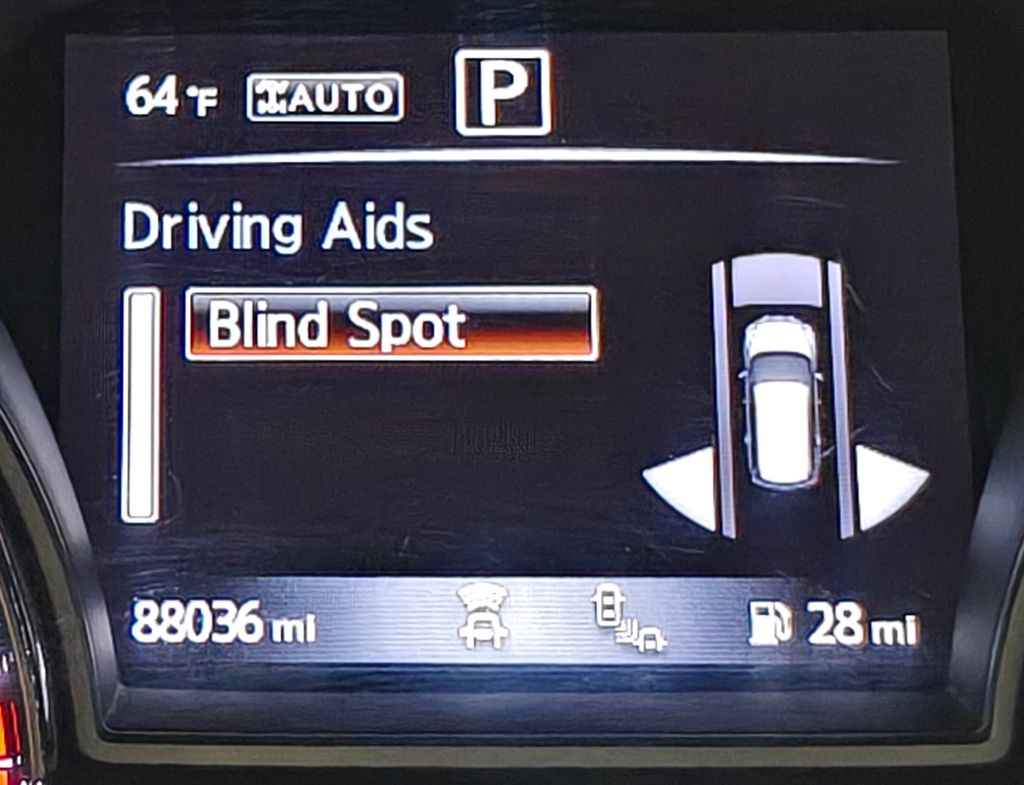 64 °F AUTO P
Driving Aids
Blind Spot
88036 mi 28 mi